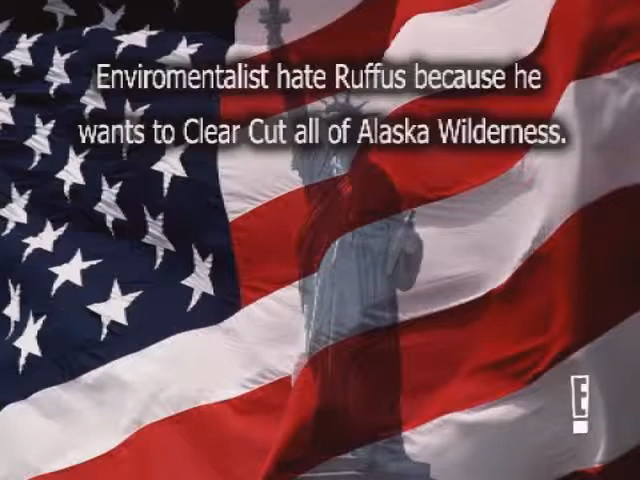 Enviromentalist hate Ruffus because he
wants to Clear Cut all of Alaska Wilderness.
E!